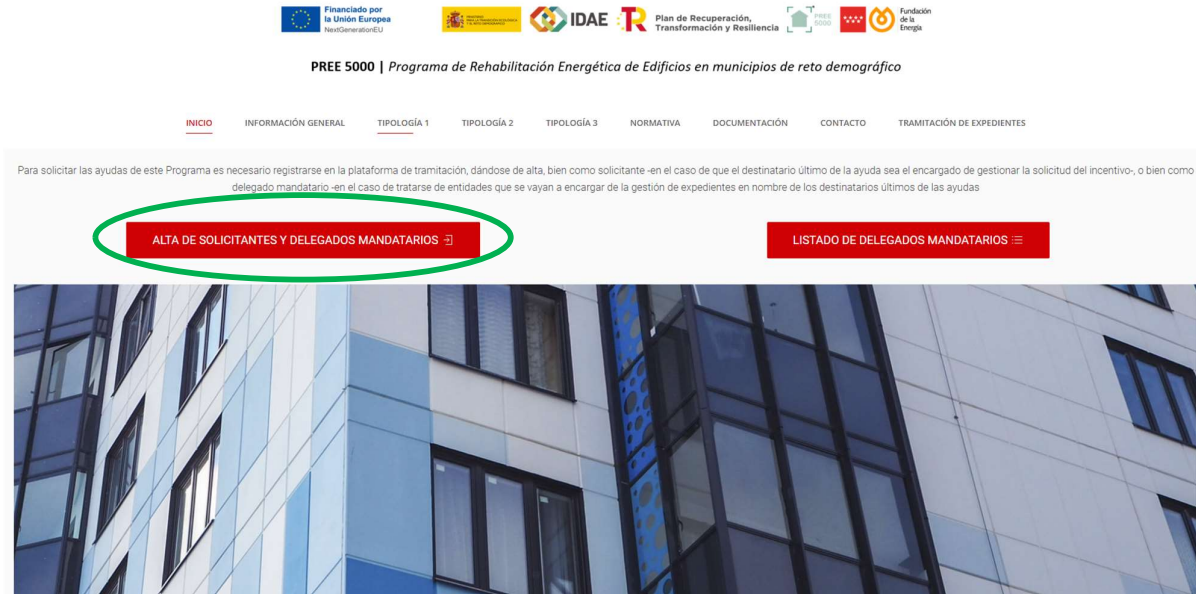 Financiado por
la Unión Europea
NextGenerationEU
IDAE
Plan de Recuperación,
Transformación y Resiliencia
PREE
5000
Fundación
de la
Energía
PREE 5000 | Programa de Rehabilitación Energética de Edificios en municipios de reto demográfico
INICIO INFORMACIÓN GENERAL TIPOLOGÍA 1 TIPOLOGÍA 2 TIPOLOGÍA 3 NORMATIVA DOCUMENTACIÓN CONTACTO TRAMITACIÓN DE EXPEDIENTES
Para solicitar las ayudas de este Programa es necesario registrarse en la plataforma de tramitación, dándose de alta, bien como solicitante -en el caso de que el destinatario último de la ayuda sea el encargado de gestionar la solicitud del incentivo-, o bien como
delegado mandatario -en el caso de tratarse de entidades que se vayan a encargar de la gestión de expedientes en nombre de los destinatarios últimos de las ayudas
ALTA DE SOLICITANTES Y DELEGADOS MANDATARIOS
LISTADO DE DELEGADOS MANDATARIOS